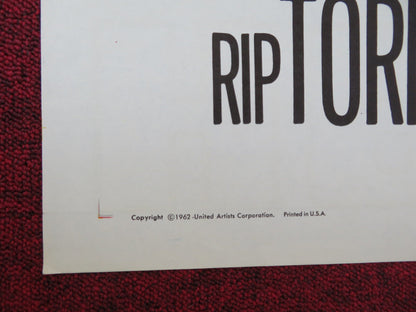 RIP TOR
Copyright ©1962-United Artists Corporation. Printed in U.S.A.